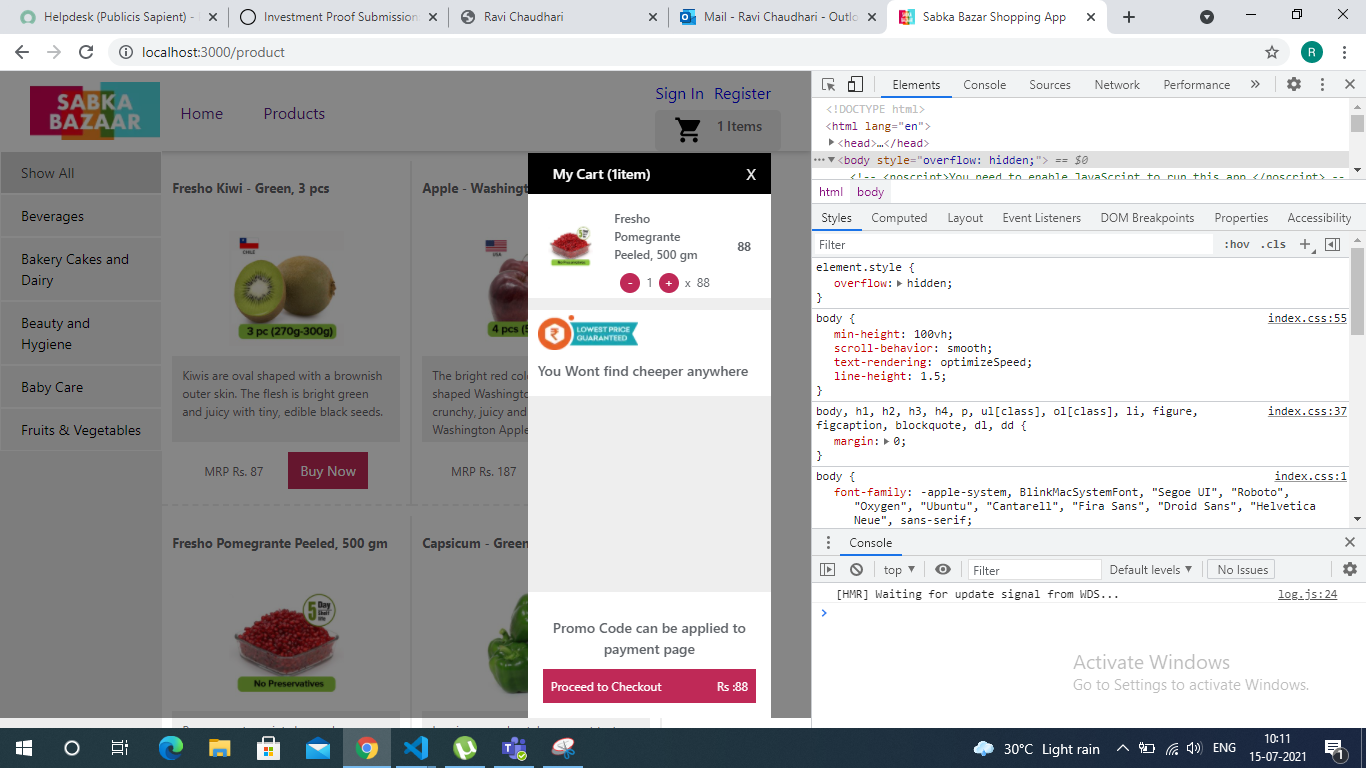 Helpdesk (Publicis Sapient) -
Investment Proof Submission
Ravi Chaudhari
Mail - Ravi Chaudhari - Outlo
Sabka Bazar Shopping App
localhost:3000/product
R
SABKA
BAZAAR
Home
Products
Sign In Register
1 Items
Show All
Beverages
Bakery Cakes and
Dairy
Beauty and
Hygiene
Baby Care
Fruits & Vegetables
Fresho Kiwi - Green, 3 pcs
CHILE
3 pc (270g-300g)
Kiwis are oval shaped with a brownish
outer skin. The flesh is bright green
and juicy with tiny, edible black seeds.
MRP Rs. 87
Buy Now
Apple - Washingt
USA
4 pcs (5
The bright red colo
shaped Washington
crunchy, juicy and
Washington Apple
MRP Rs. 187
Fresho Pomegrante Peeled, 500 gm
5 Day
No Preservatives
Capsicum - Green
My Cart (1item)
X
Fresho
Pomegrante
Peeled, 500 gm
88
- 1 + x 88
LOWEST PRICE
GUARANTEED
You Wont find cheeper anywhere
Promo Code can be applied to
payment page
Proceed to Checkout
Rs :88
Elements
Console
Sources
Network
Performance
»
<!DOCTYPE html>
<html lang="en">
<head>…</head>
<body style="overflow: hidden;"> == $0
<!-- <noscript>You need to enable JavaScript to run this app.</noscript> --
html
body
Styles
Computed
Layout
Event Listeners
DOM Breakpoints
Properties
Accessibility
Filter
:hov .cls +
element.style {
overflow: hidden;
}
body {
index.css:55
min-height: 100vh;
scroll-behavior: smooth;
text-rendering: optimizeSpeed;
line-height: 1.5;
}
body, h1, h2, h3, h4, p, ul[class], ol[class], li, figure,
index.css:37
figcaption, blockquote, dl, dd {
margin: 0;
}
body {
index.css:1
font-family: -apple-system, BlinkMacSystemFont, "Segoe UI", "Roboto",
"Oxygen", "Ubuntu", "Cantarell", "Fira Sans", "Droid Sans", "Helvetica
Neue", sans-serif;
Console
top
Filter
Default levels
No Issues
[HMR] Waiting for update signal from WDS...
log.js:24
Activate Windows
Go to Settings to activate Windows.
30°C Light rain
ENG
10:11
15-07-2021
1